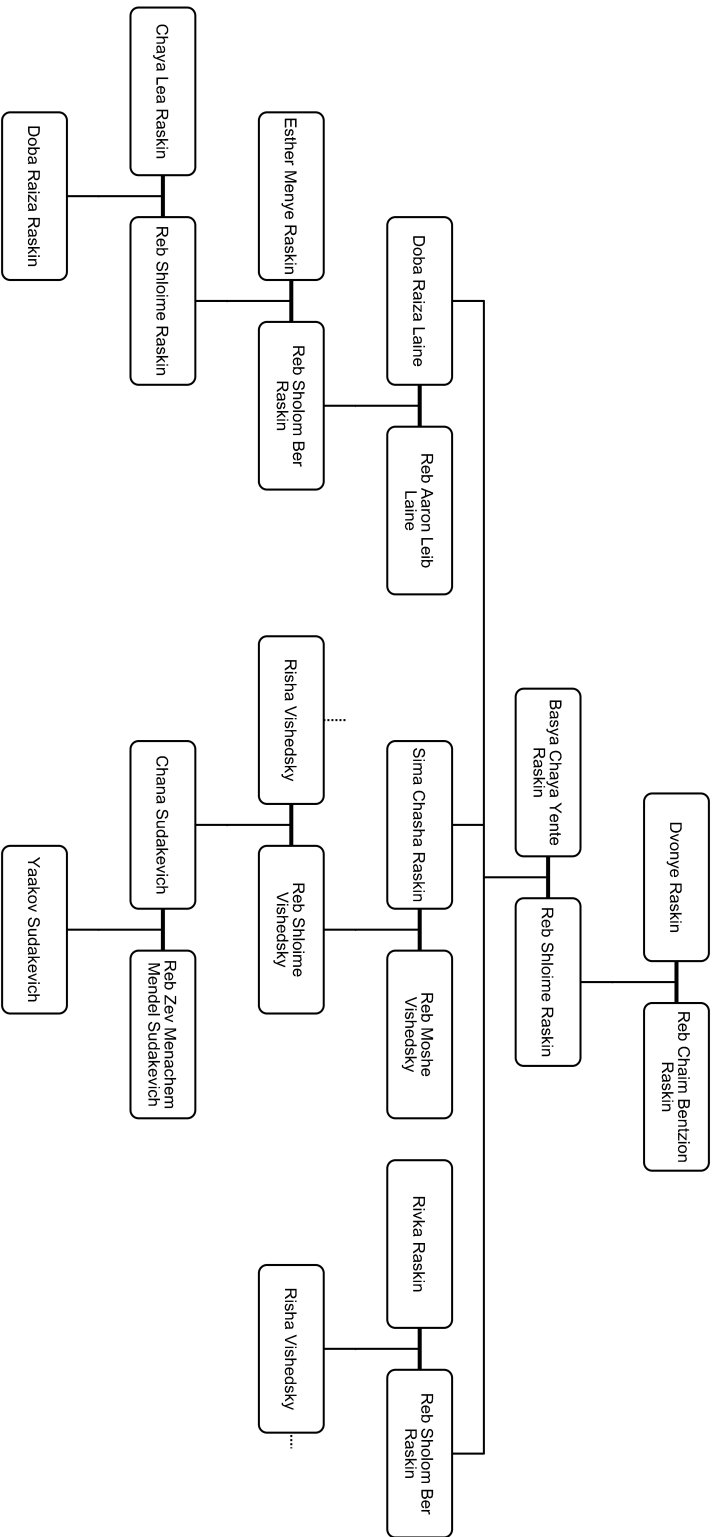 Dvonye Raskin
Reb Chaim Bentzion
Raskin
Basya Chaya Yente
Raskin
Reb Shloime Raskin
Doba Raiza Laine
Reb Aaron Leib
Laine
Sima Chasha Raskin
Reb Moshe
Vishedsky
Rivka Raskin
Reb Sholom Ber
Raskin
Esther Menye Raskin
Reb Sholom Ber
Raskin
Risha Vishedsky
Reb Shloime
Vishedsky
Risha Vishedsky
Chaya Lea Raskin
Reb Shloime Raskin
Chana Sudakevich
Reb Zev Menachem
Mendel Sudakevich
Doba Raiza Raskin
Yaakov Sudakevich